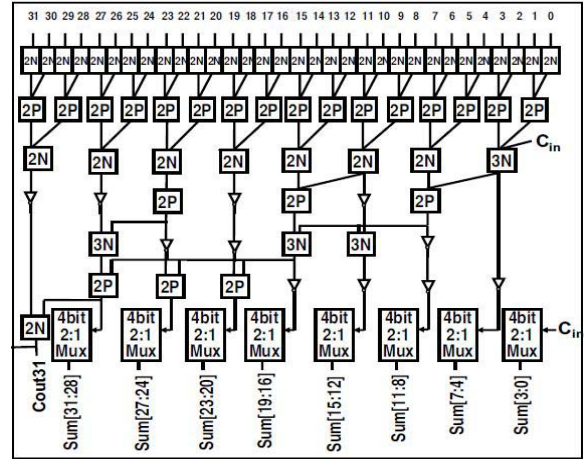 31 30 29 28 27 26 25 24 23 22 21 20 19 18 17 16 15 14 13 12 11 10 9 8 7 6 5 4 3 2 1 0
2N 2N 2N 2N 2N 2N 2N 2N 2N 2N 2N 2N 2N 2N 2N 2N 2N 2N 2N 2N 2N 2N 2N 2N 2N 2N 2N 2N 2N 2N 2N 2N
2P 2P 2P 2P 2P 2P 2P 2P 2P 2P 2P 2P 2P 2P 2P 2P
Cin
2N 2N 2N 2N 2N 2N 2N 3N
2P 2P 2P
3N 3N 3N
2P 2P 2P
4bit 4bit 4bit 4bit 4bit 4bit 4bit 4bit
2N 2:1 2:1 2:1 2:1 2:1 2:1 2:1 2:1 Cin
Mux Mux Mux Mux Mux Mux Mux Mux
Cout31 Sum[31:28] Sum[27:24] Sum[23:20] Sum[19:16] Sum[15:12] Sum[11:8] Sum[7:4] Sum[3:0]